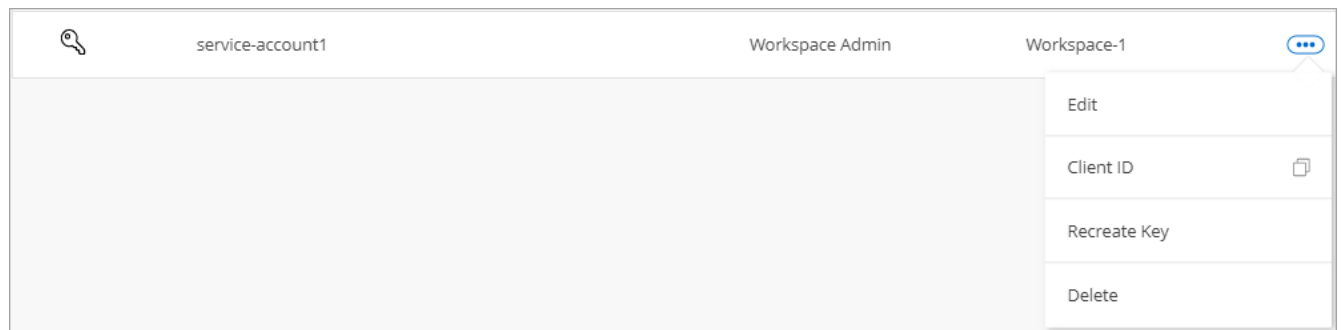 service-account1 Workspace Admin Workspace-1
Edit
Client ID
Recreate Key
Delete